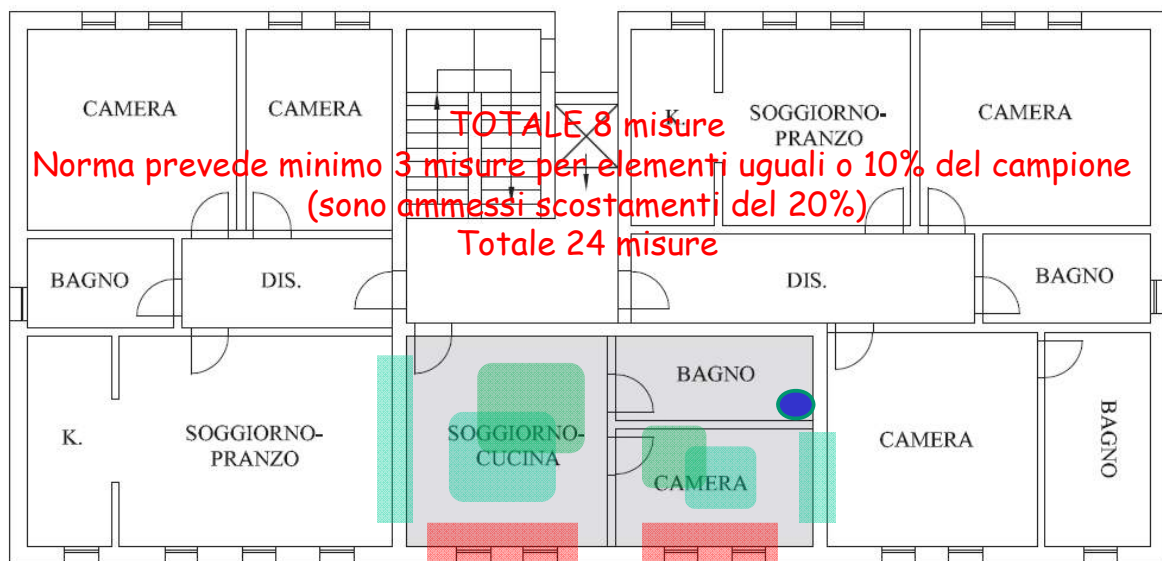 CAMERA
CAMERA
K.
SOGGIORNO-
PRANZO
CAMERA
TOTALE 8 misure
Norma prevede minimo 3 misure per elementi uguali o 10% del campione
(sono ammessi scostamenti del 20%)
Totale 24 misure
BAGNO
DIS.
DIS.
BAGNO
K.
SOGGIORNO-
PRANZO
SOGGIORNO-
CUCINA
BAGNO
CAMERA
CAMERA
BAGNO